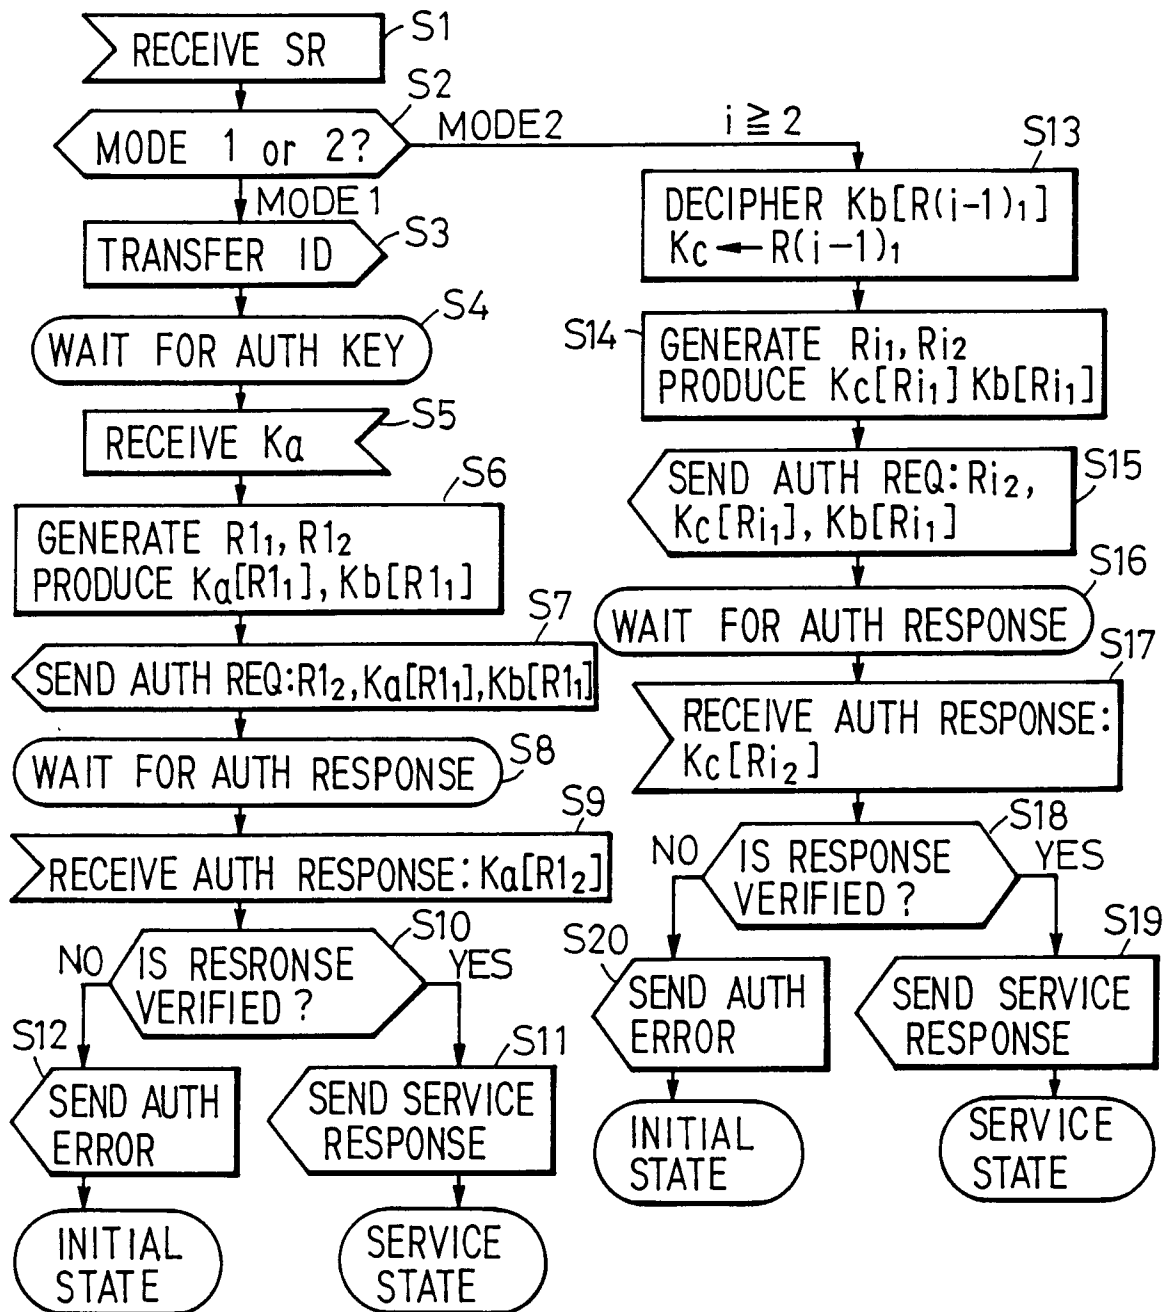 RECEIVE SR
S1
MODE 1 or 2?
S2
MODE1
MODE2
i ≧ 2
TRANSFER ID
S3
WAIT FOR AUTH KEY
S4
RECEIVE Ka
S5
GENERATE R1₁, R1₂
PRODUCE Ka[R1₁], Kb[R1₁]
S6
SEND AUTH REQ:R1₂,Ka[R1₁],Kb[R1₁]
S7
WAIT FOR AUTH RESPONSE
S8
RECEIVE AUTH RESPONSE: Ka[R1₂]
S9
IS RESRONSE
VERIFIED ?
S10
NO
YES
S12
SEND AUTH
ERROR
INITIAL
STATE
S11
SEND SERVICE
RESPONSE
SERVICE
STATE
S13
DECIPHER Kb[R(i-1)₁]
Kc ← R(i-1)₁
S14
GENERATE Ri₁, Ri₂
PRODUCE Kc[Ri₁] Kb[Ri₁]
S15
SEND AUTH REQ: Ri₂,
Kc[Ri₁], Kb[Ri₁]
S16
WAIT FOR AUTH RESPONSE
S17
RECEIVE AUTH RESPONSE:
Kc[Ri₂]
S18
IS RESPONSE
VERIFIED ?
NO
YES
S20
SEND AUTH
ERROR
INITIAL
STATE
S19
SEND SERVICE
RESPONSE
SERVICE
STATE